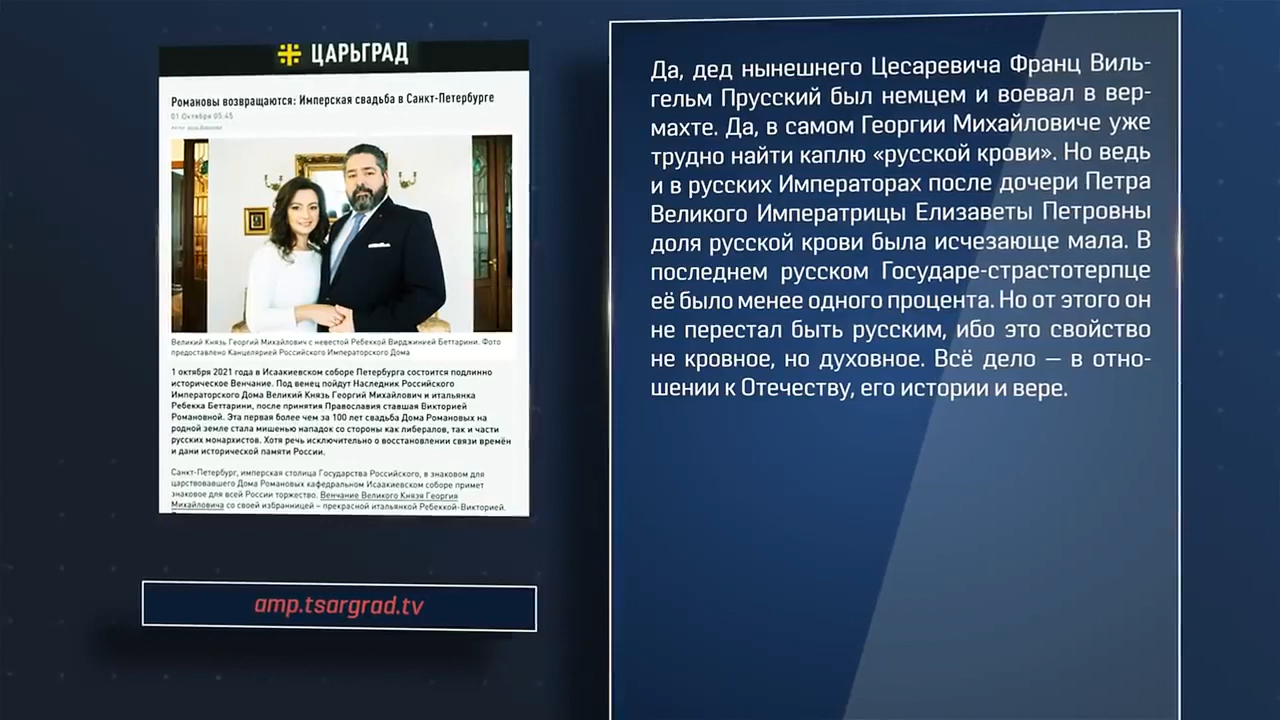 ЦАРЬГРАД
Романовы возвращаются: Имперская свадьба в Санкт-Петербурге
01 Октября 05:45
Великий Князь Георгий Михайлович с невестой Ребеккой Вирджинией Беттарини. Фото
предоставлено Канцелярией Российского Императорского Дома
1 октября 2021 года в Исаакиевском соборе Петербурга состоится подлинно
историческое Венчание. Под венец пойдут Наследник Российского
Императорского Дома Великий Князь Георгий Михайлович и итальянка
Ребекка Беттарини, после принятия Православия ставшая Викторией
Романовной. Эта первая более чем за 100 лет свадьба Дома Романовых на
родной земле стала мишенью нападок со стороны как либералов, так и части
русских монархистов. Хотя речь исключительно о восстановлении связи времён
и дани исторической памяти России.
Санкт-Петербург, имперская столица Государства Российского, в знаковом для
царствовавшего Дома Романовых кафедральном Исаакиевском соборе примет
знаковое для всей России торжество. Венчание Великого Князя Георгия
Михайловича со своей избранницей – прекрасной итальянкой Ребеккой-Викторией.
amp.tsargrad.tv
Да, дед нынешнего Цесаревича Франц Виль-
гельм Прусский был немцем и воевал в вер-
махте. Да, в самом Георгии Михайловиче уже
трудно найти каплю «русской крови». Но ведь
и в русских Императорах после дочери Петра
Великого Императрицы Елизаветы Петровны
доля русской крови была исчезающе мала. В
последнем русском Государе-страстотерпце
её было менее одного процента. Но от этого он
не перестал быть русским, ибо это свойство
не кровное, но духовное. Всё дело — в отно-
шении к Отечеству, его истории и вере.